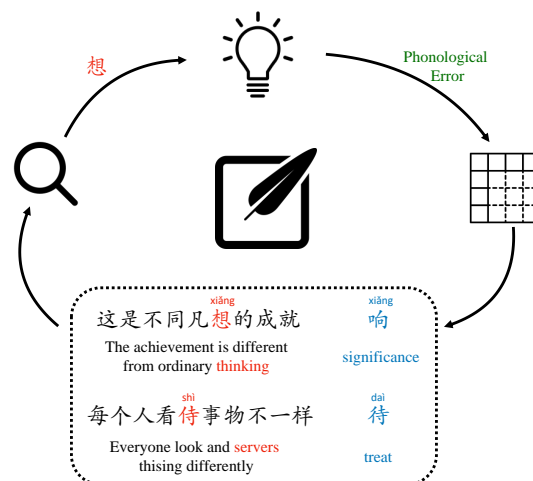 想
Phonological
Error
xiǎng xiǎng
这是不同凡想的成就 响
The achievement is different
from ordinary thinking
significance
shì dài
每个人看侍事物不一样 待
Everyone look and servers
thising differently
treat